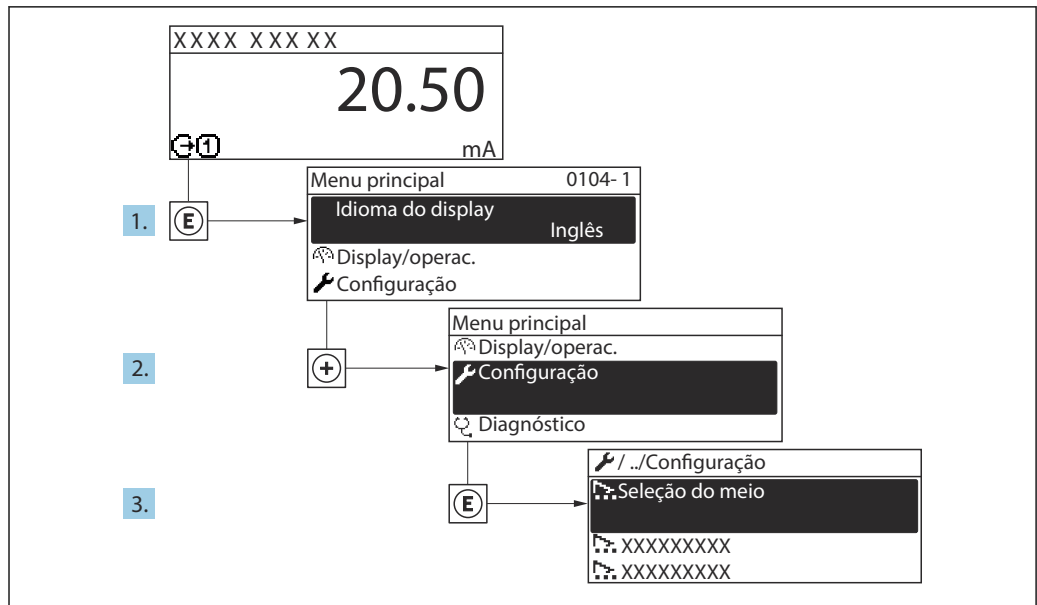 XXXX XXX XX
20.50
1
mA
Menu principal 0104-1
1.
E
Idioma do display
Inglês
Display/operac.
Configuração
Menu principal
Display/operac.
2.
+
Configuração
Diagnóstico
/ ../Configuração
3.
E
Seleção do meio
XXXXXXXXX
XXXXXXXXX